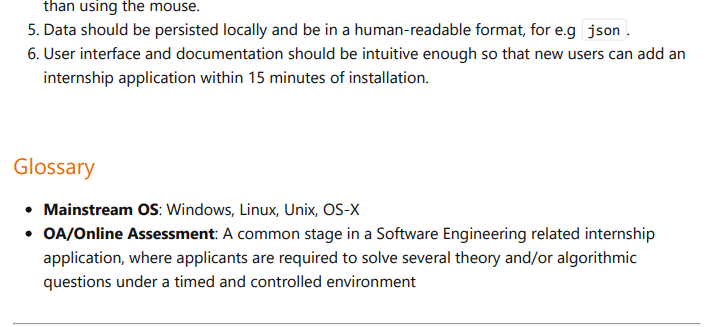 than using the mouse.
5. Data should be persisted locally and be in a human-readable format, for e.g json .
6. User interface and documentation should be intuitive enough so that new users can add an
internship application within 15 minutes of installation.
Glossary
• Mainstream OS: Windows, Linux, Unix, OS-X
• OA/Online Assessment: A common stage in a Software Engineering related internship
application, where applicants are required to solve several theory and/or algorithmic
questions under a timed and controlled environment